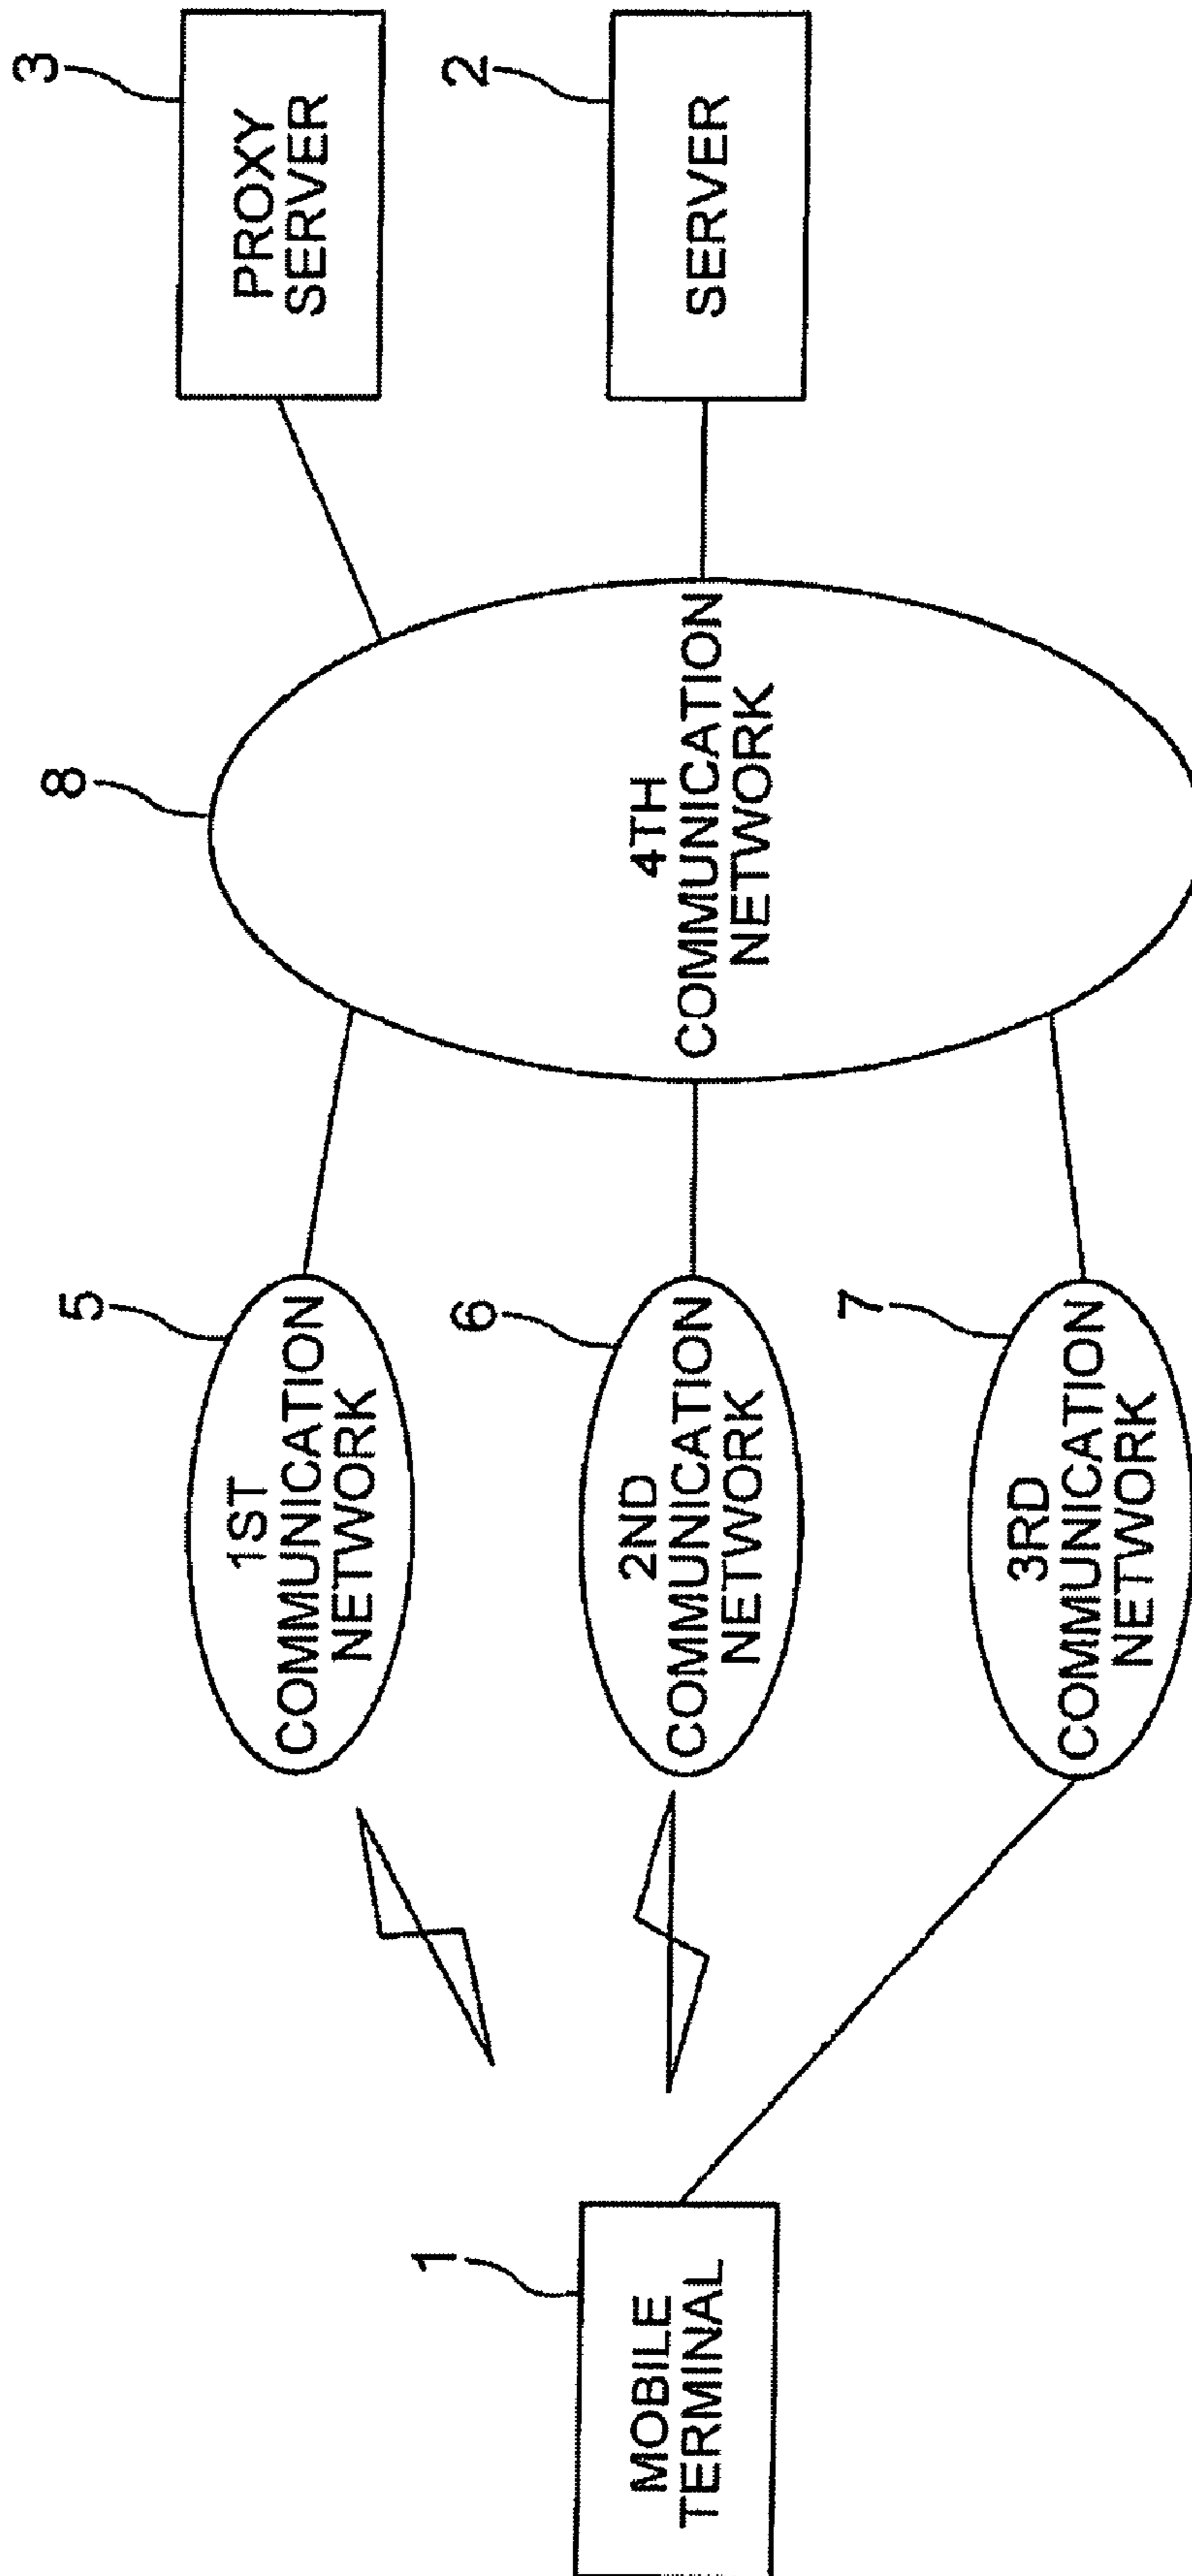 1
MOBILE
TERMINAL
5
1ST
COMMUNICATION
NETWORK
6
2ND
COMMUNICATION
NETWORK
7
3RD
COMMUNICATION
NETWORK
8
4TH
COMMUNICATION
NETWORK
3
PROXY
SERVER
2
SERVER